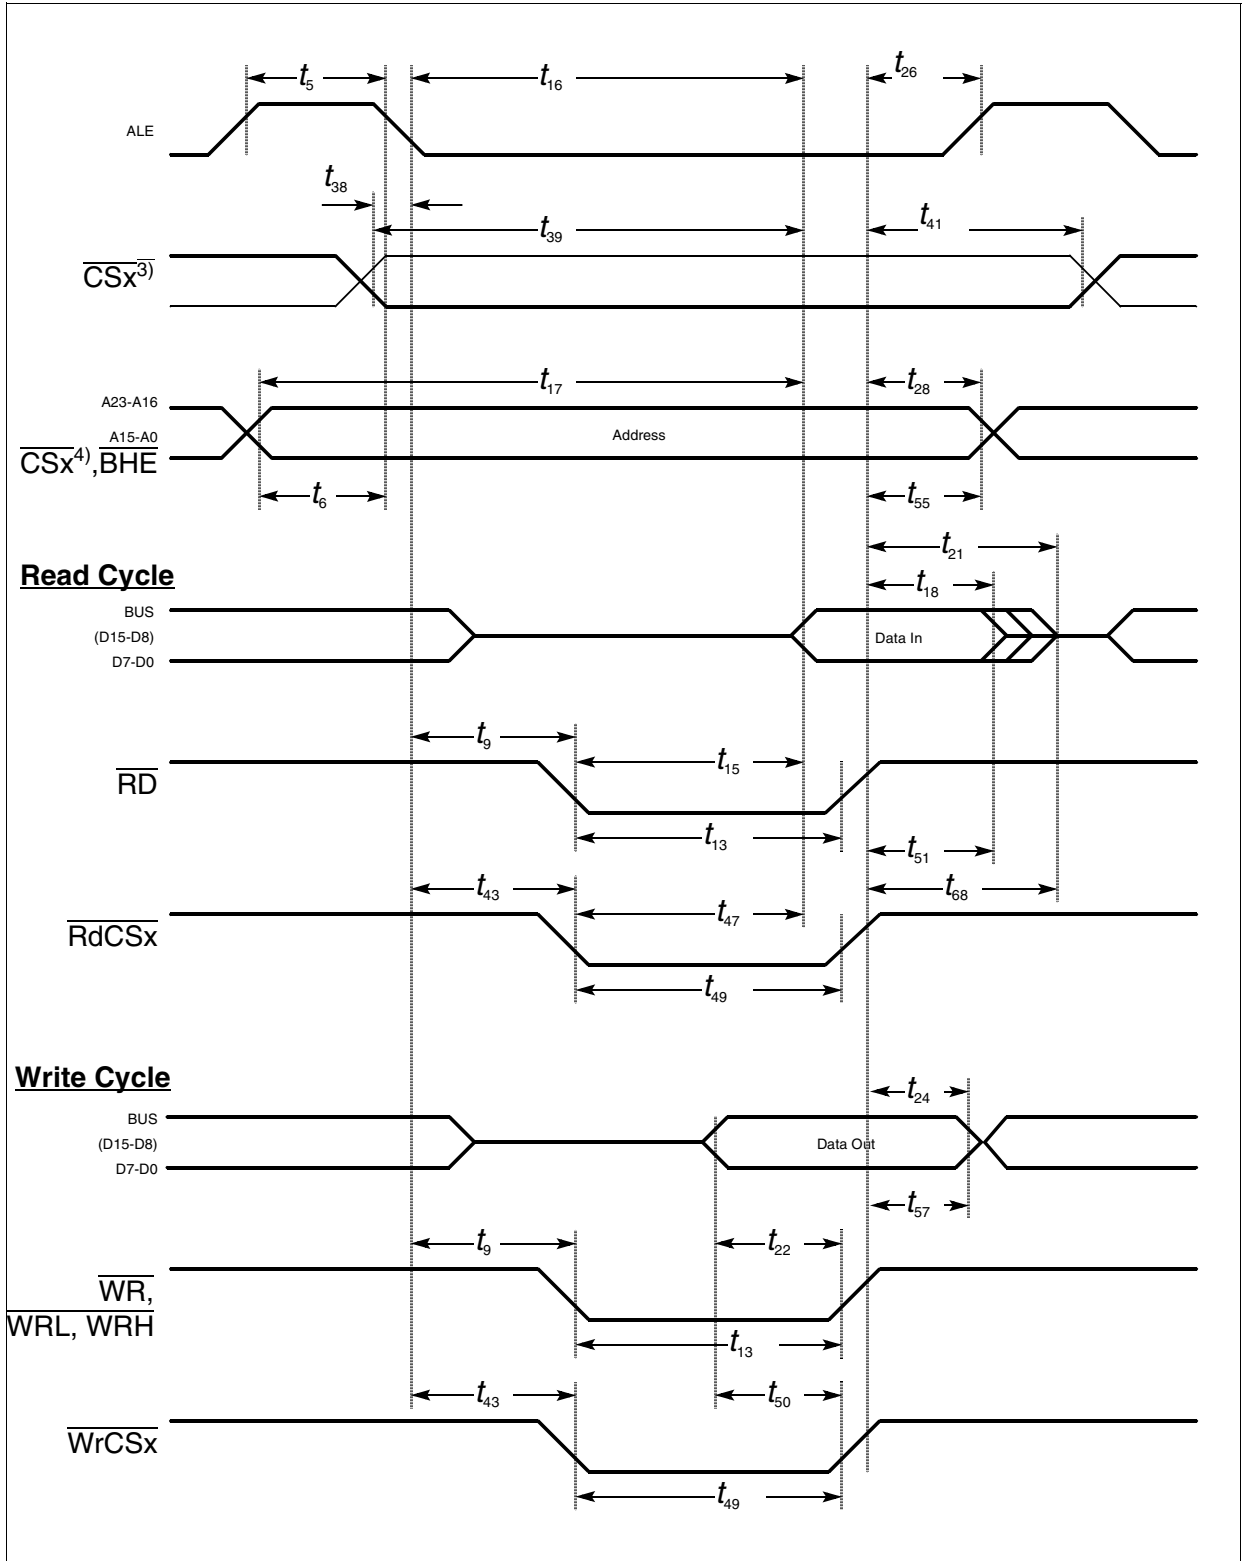 t5 t16 t26
ALE
t38
t39 t41
CSx3)
t17 t28
A23-A16
A15-A0 Address
CSx4),BHE
t6 t55
t21
Read Cycle
t18
BUS
(D15-D8) Data In
D7-D0
t9
t15
RD
t13 t51
t43 t68
t47
RdCSx
t49
Write Cycle
t24
BUS
(D15-D8) Data Out
D7-D0
t57
t9 t22
WR,
WRL, WRH
t13
t43 t50
WrCSx
t49